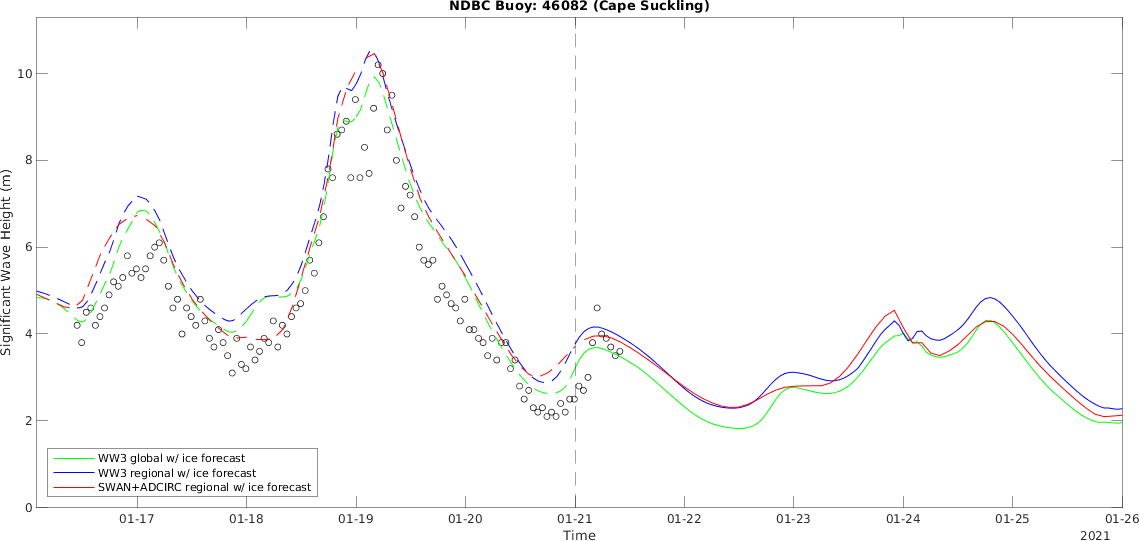 NDBC Buoy: 46082 (Cape Suckling)
Significant Wave Height (m)
10
8
6
4
2
0
WW3 global w/ ice forecast
WW3 regional w/ ice forecast
SWAN+ADCIRC regional w/ ice forecast
01-17 01-18 01-19 01-20 01-21 01-22 01-23 01-24 01-25 01-26
Time
2021